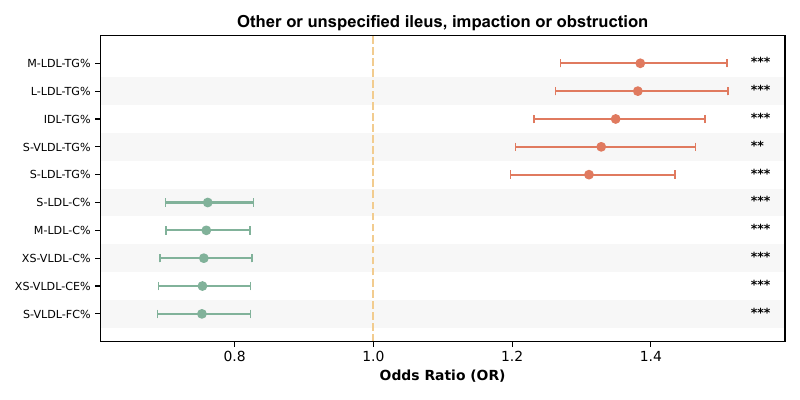 Other or unspecified ileus, impaction or obstruction
M-LDL-TG% ***
L-LDL-TG% ***
IDL-TG% ***
S-VLDL-TG% **
S-LDL-TG% ***
S-LDL-C% ***
M-LDL-C% ***
XS-VLDL-C% ***
XS-VLDL-CE% ***
S-VLDL-FC% ***
0.8 1.0 1.2 1.4
Odds Ratio (OR)